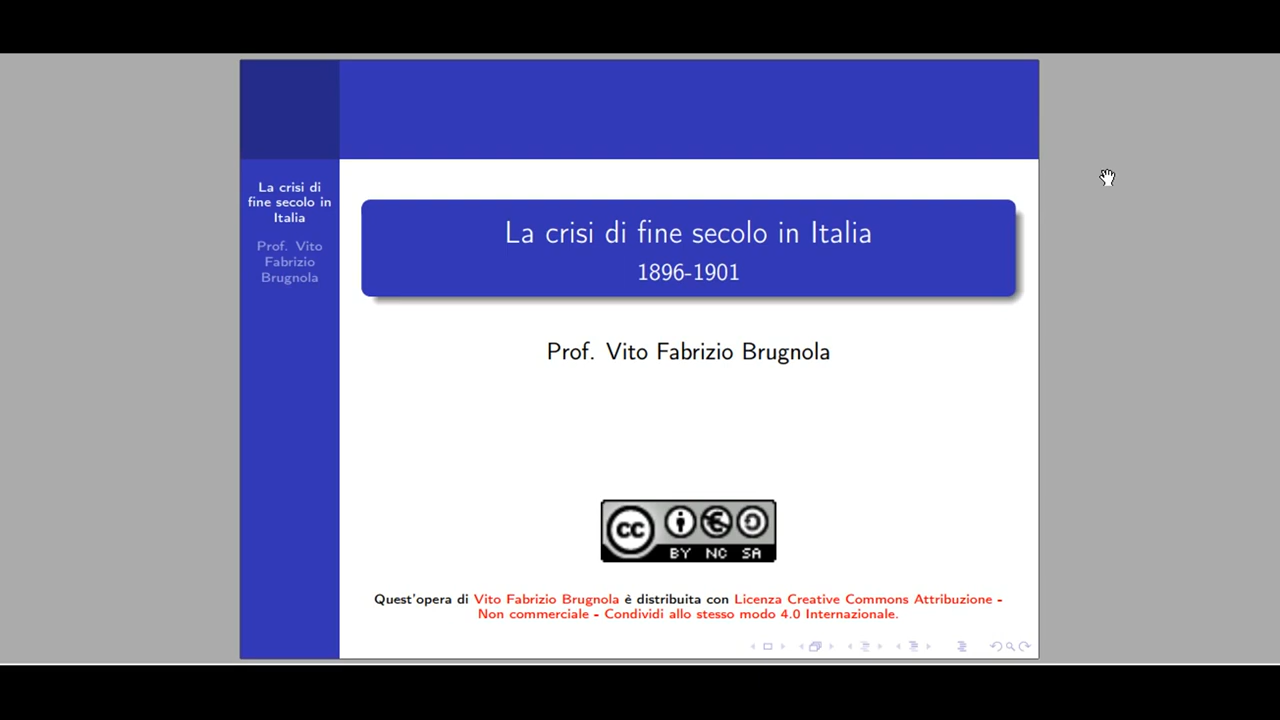 La crisi di
fine secolo in
Italia
Prof. Vito
Fabrizio
Brugnola
La crisi di fine secolo in Italia
1896-1901
Prof. Vito Fabrizio Brugnola
cc
BY NC SA
Quest'opera di Vito Fabrizio Brugnola è distribuita con Licenza Creative Commons Attribuzione -
Non commerciale - Condividi allo stesso modo 4.0 Internazionale.